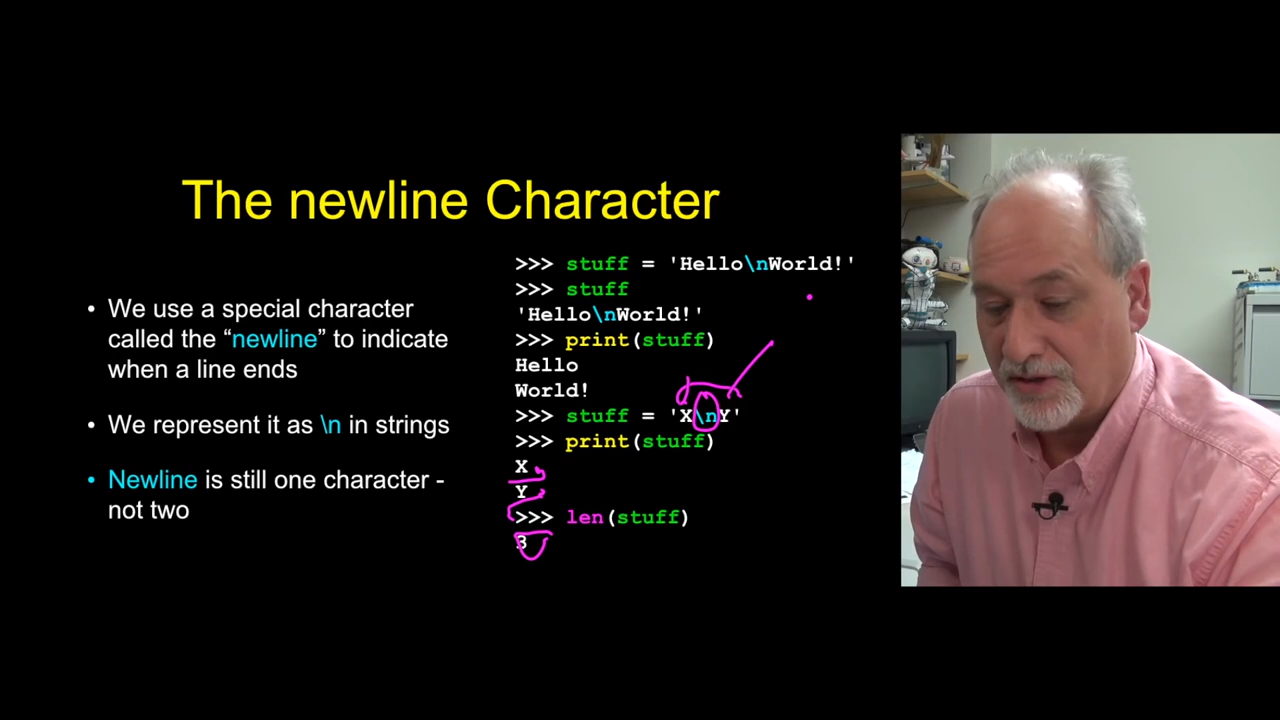 The newline Character
• We use a special character
called the “newline” to indicate
when a line ends
• We represent it as \n in strings
• Newline is still one character -
not two
>>> stuff = 'Hello\nWorld!'
>>> stuff
'Hello\nWorld!'
>>> print(stuff)
Hello
World!
>>> stuff = 'X\nY'
>>> print(stuff)
X
Y
>>> len(stuff)
3